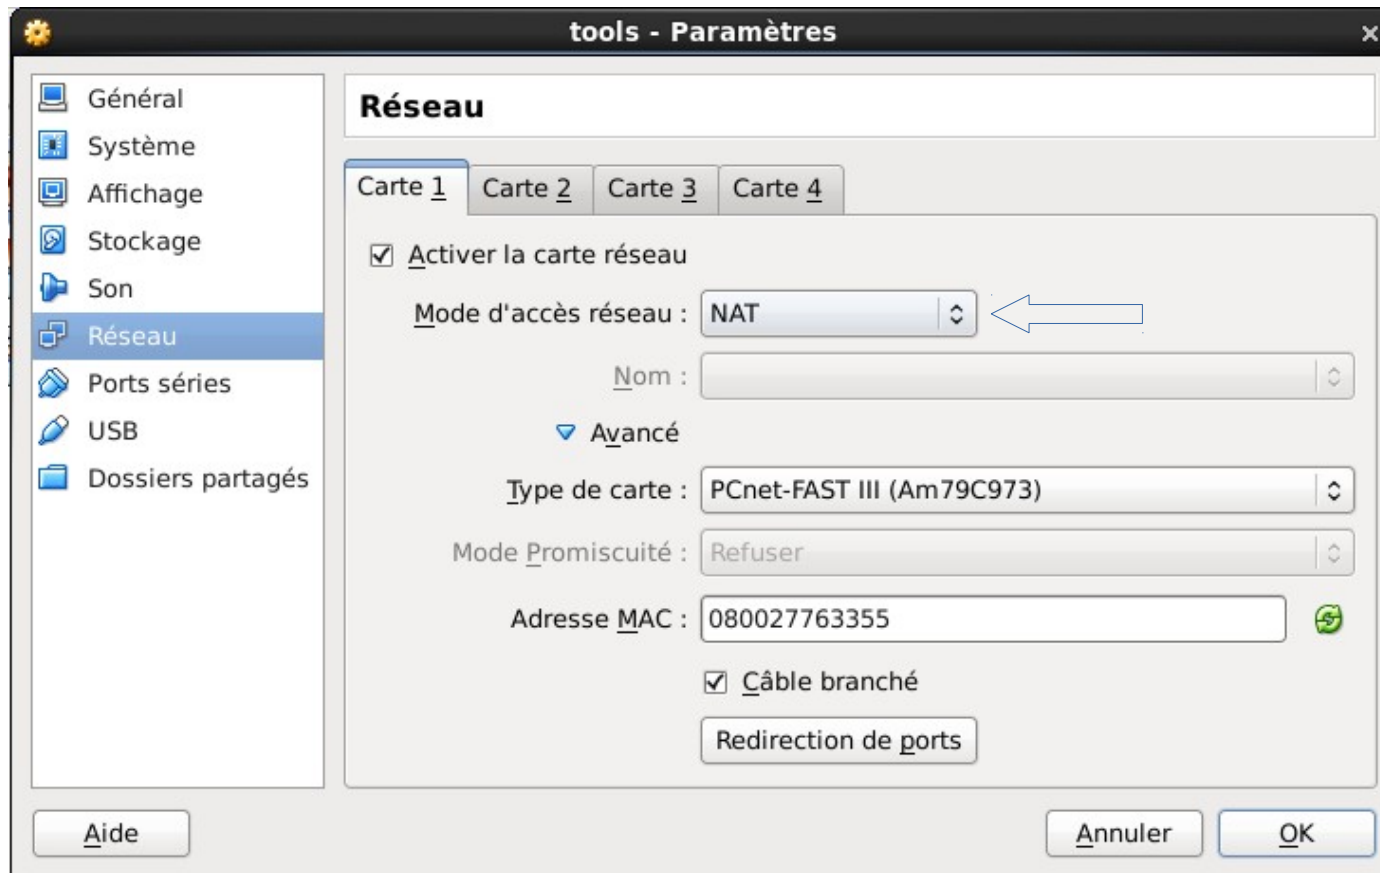 tools - Paramètres
Général
Système
Affichage
Stockage
Son
Réseau
Ports séries
USB
Dossiers partagés
Réseau
Carte 1 Carte 2 Carte 3 Carte 4
Activer la carte réseau
Mode d'accès réseau : NAT
Nom :
Avancé
Type de carte : PCnet-FAST III (Am79C973)
Mode Promiscuité : Refuser
Adresse MAC : 080027763355
Câble branché
Redirection de ports
Aide Annuler OK